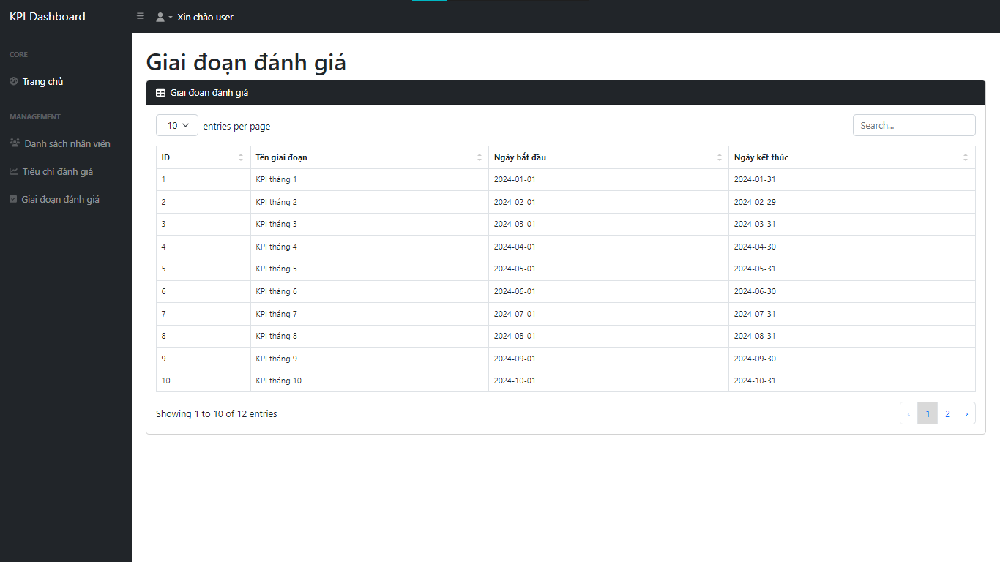 KPI Dashboard
Xin chào user
CORE
Trang chủ
MANAGEMENT
Danh sách nhân viên
Tiêu chí đánh giá
Giai đoạn đánh giá
Giai đoạn đánh giá
Giai đoạn đánh giá
10 entries per page
Search...
ID Tên giai đoạn Ngày bắt đầu Ngày kết thúc
1 KPI tháng 1 2024-01-01 2024-01-31
2 KPI tháng 2 2024-02-01 2024-02-29
3 KPI tháng 3 2024-03-01 2024-03-31
4 KPI tháng 4 2024-04-01 2024-04-30
5 KPI tháng 5 2024-05-01 2024-05-31
6 KPI tháng 6 2024-06-01 2024-06-30
7 KPI tháng 7 2024-07-01 2024-07-31
8 KPI tháng 8 2024-08-01 2024-08-31
9 KPI tháng 9 2024-09-01 2024-09-30
10 KPI tháng 10 2024-10-01 2024-10-31
Showing 1 to 10 of 12 entries
‹ 1 2 ›